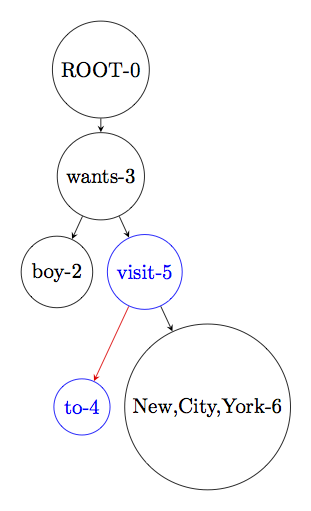 ROOT-0
wants-3
boy-2
visit-5
to-4
New,City,York-6